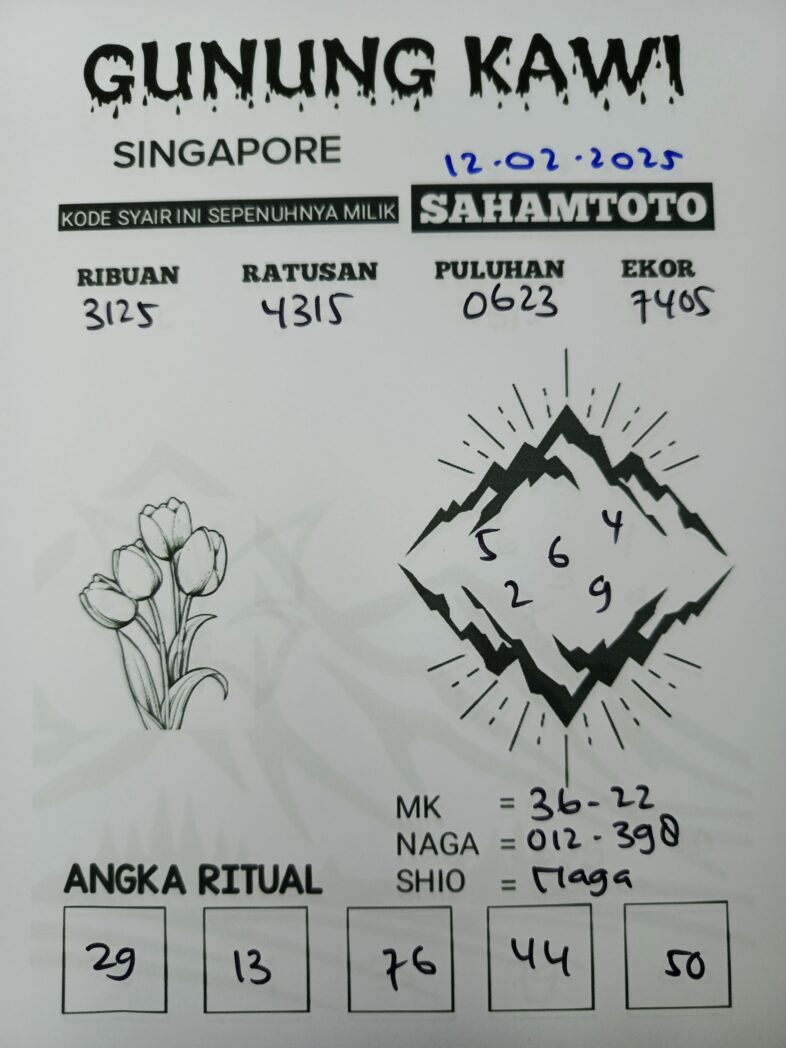 GUNUNG KAWI
SINGAPORE 12.02.2025
KODE SYAIR INI SEPENUHNYA MILIK SAHAMTOTO
RIBUAN RATUSAN PULUHAN EKOR
3125 4315 0623 7405
5 6 4
2 9
MK = 36-22
NAGA = 012-398
SHIO = Naga
ANGKA RITUAL
29 13 76 44 50